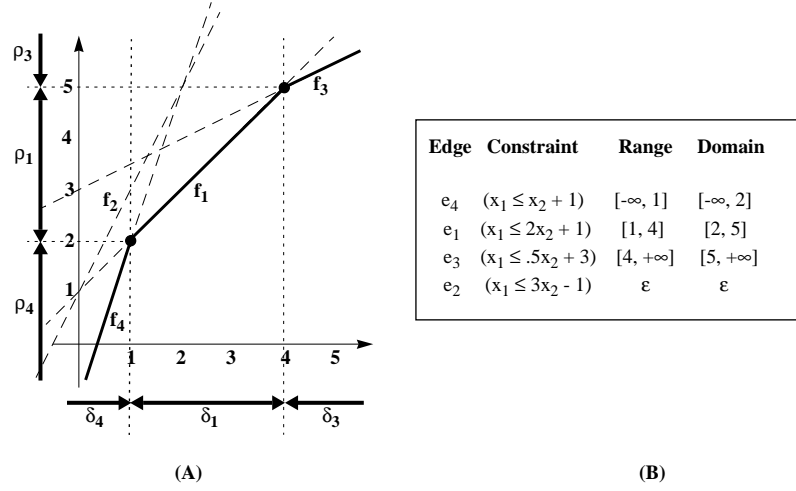 ρ3
5
f3
4
ρ1
3
f2
f1
2
1
ρ4
f4
1 2 3 4 5
δ4 δ1 δ3
(A)
Edge Constraint Range Domain
e4 (x1 ≤ x2 + 1) [-∞, 1] [-∞, 2]
e1 (x1 ≤ 2x2 + 1) [1, 4] [2, 5]
e3 (x1 ≤ .5x2 + 3) [4, +∞] [5, +∞]
e2 (x1 ≤ 3x2 - 1) ε ε
(B)